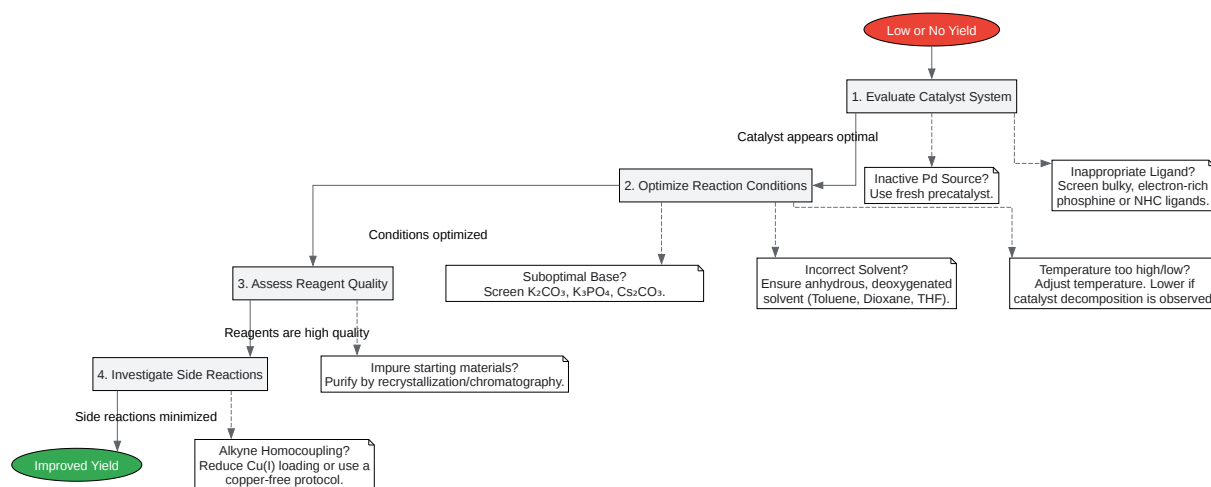 Low or No Yield
1. Evaluate Catalyst System
Catalyst appears optimal
Inactive Pd Source?
Use fresh precatalyst.
Inappropriate Ligand?
Screen bulky, electron-rich
phosphine or NHC ligands.
2. Optimize Reaction Conditions
Conditions optimized
Suboptimal Base?
Screen K₂CO₃, K₃PO₄, Cs₂CO₃.
Incorrect Solvent?
Ensure anhydrous, deoxygenated
solvent (Toluene, Dioxane, THF).
Temperature too high/low?
Adjust temperature. Lower if
catalyst decomposition is observed
3. Assess Reagent Quality
Reagents are high quality
Impure starting materials?
Purify by recrystallization/chromatography.
4. Investigate Side Reactions
Side reactions minimized
Alkyne Homocoupling?
Reduce Cu(I) loading or use a
copper-free protocol.
Improved Yield